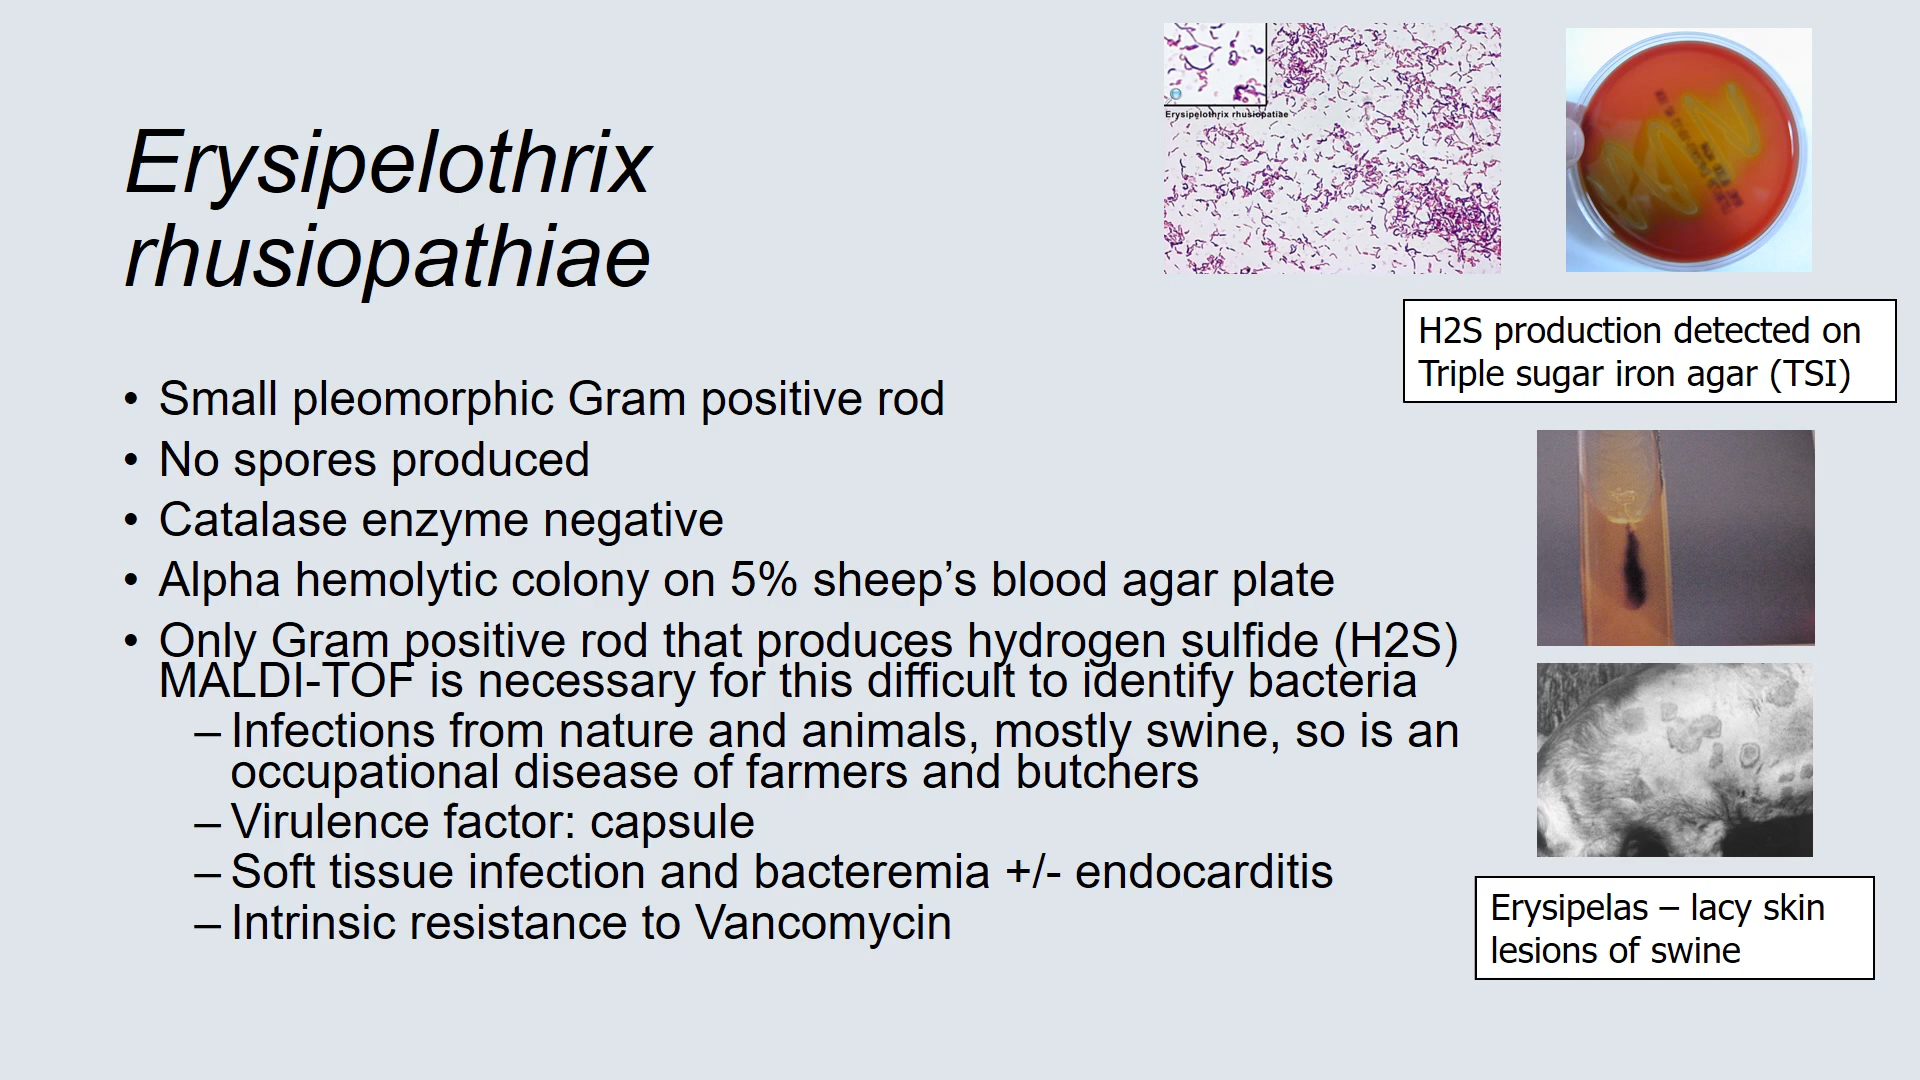 Erysipelothrix
rhusiopathiae
Erysipelothrix rhusiopatiae
H2S production detected on
Triple sugar iron agar (TSI)
• Small pleomorphic Gram positive rod
• No spores produced
• Catalase enzyme negative
• Alpha hemolytic colony on 5% sheep’s blood agar plate
• Only Gram positive rod that produces hydrogen sulfide (H2S)
MALDI-TOF is necessary for this difficult to identify bacteria
– Infections from nature and animals, mostly swine, so is an
occupational disease of farmers and butchers
– Virulence factor: capsule
– Soft tissue infection and bacteremia +/- endocarditis
– Intrinsic resistance to Vancomycin
Erysipelas – lacy skin
lesions of swine